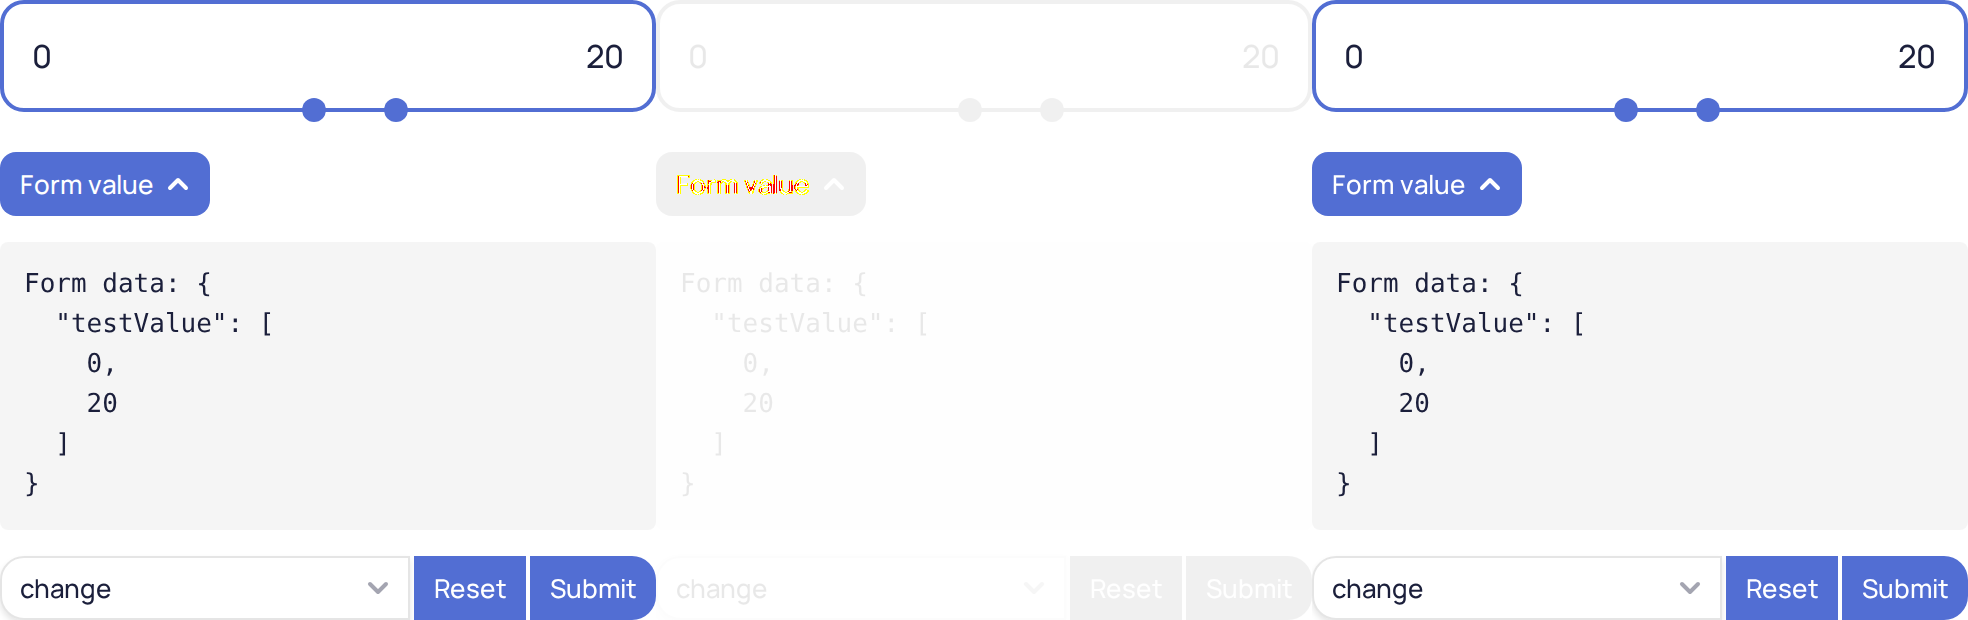 0 20
Form value
Form data: {
"testValue": [
0,
20
]
}
change Reset Submit
0 20
Form value
Form data: {
"testValue": [
0,
20
]
}
change Reset Submit
0 20
Form value
Form data: {
"testValue": [
0,
20
]
}
change Reset Submit